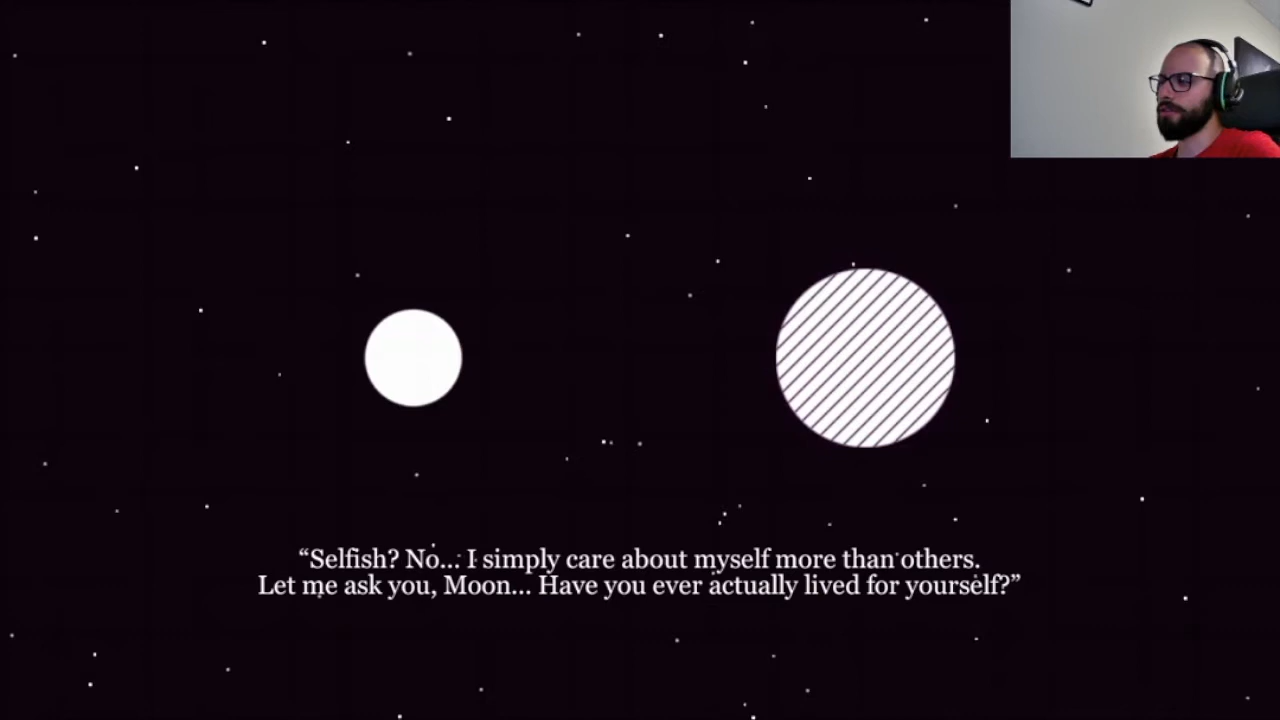 “Selfish? No... I simply care about myself more than others.
Let me ask you, Moon... Have you ever actually lived for yourself?”